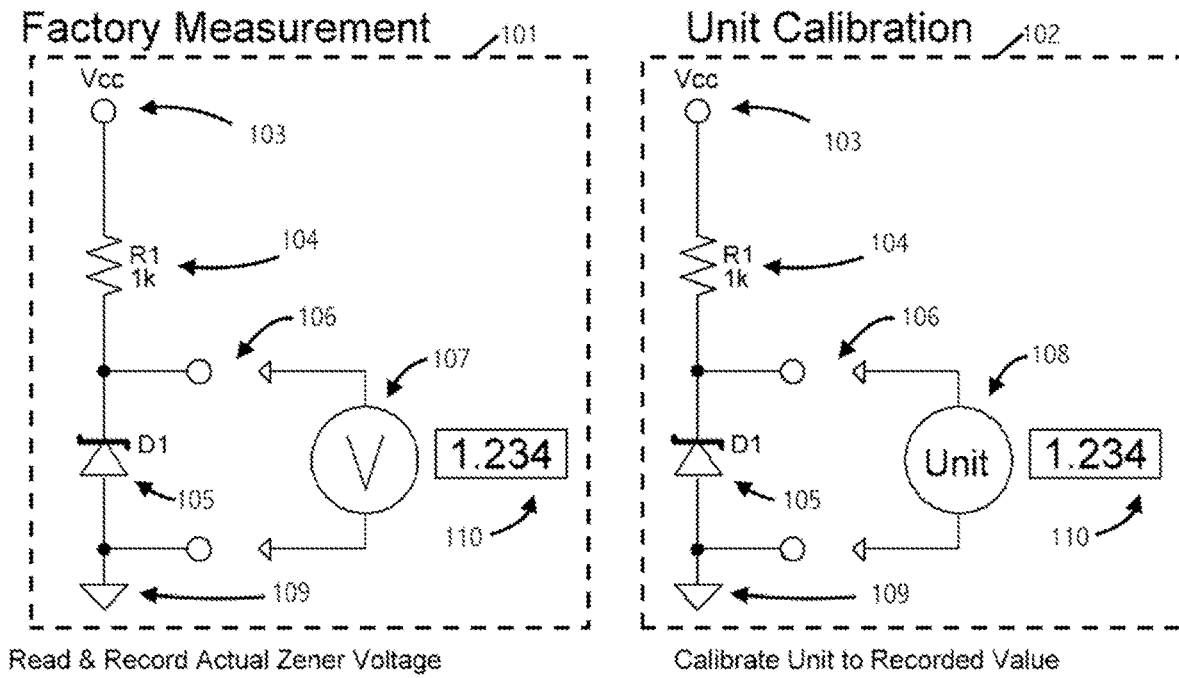 Factory Measurement
101
Vcc
103
R1
1k
104
106
107
D1
V
1.234
105
110
109
Read & Record Actual Zener Voltage
Unit Calibration
102
Vcc
103
R1
1k
104
106
108
D1
Unit
1.234
105
110
109
Calibrate Unit to Recorded Value